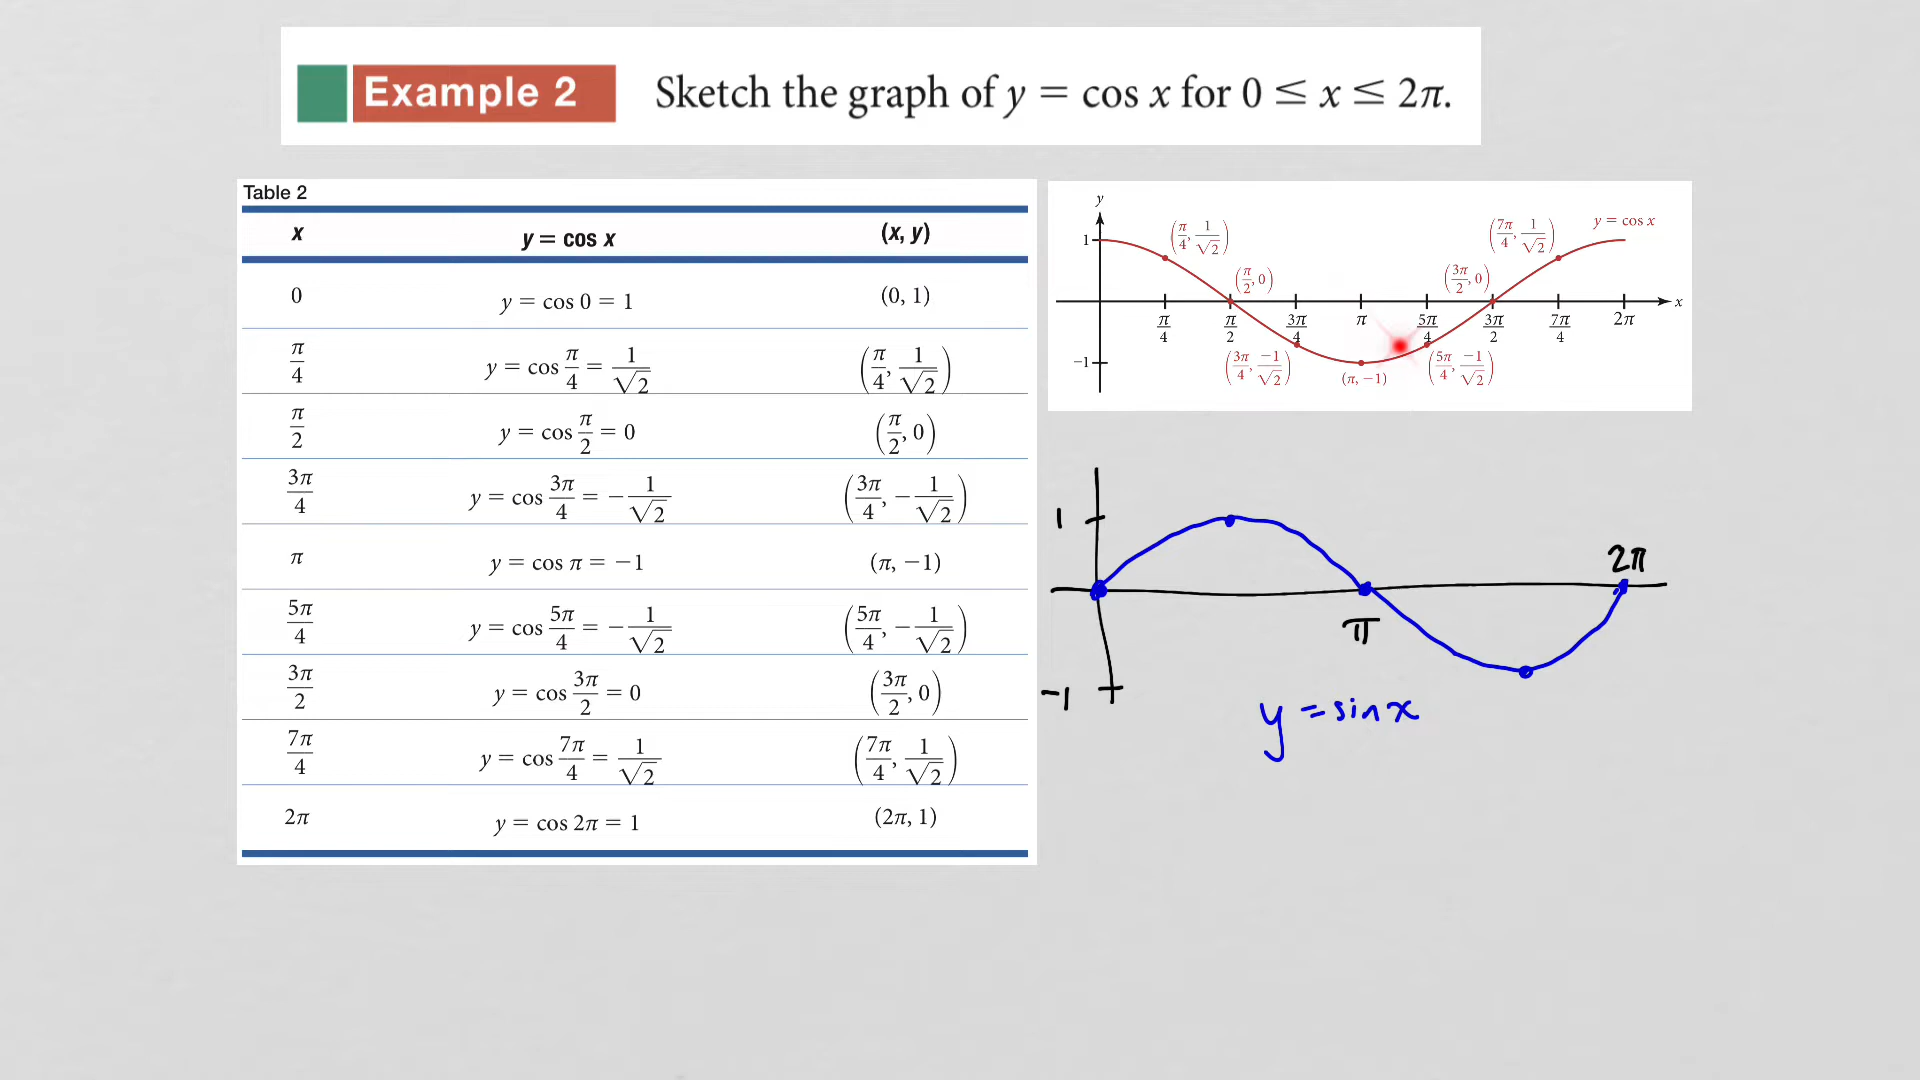 Example 2 Sketch the graph of y = cos x for 0 ≤ x ≤ 2π.
Table 2
x y = cos x (x, y)
0 y = cos 0 = 1 (0, 1)
π/4 y = cos π/4 = 1/√2 (π/4, 1/√2)
π/2 y = cos π/2 = 0 (π/2, 0)
3π/4 y = cos 3π/4 = −1/√2 (3π/4, −1/√2)
π y = cos π = −1 (π, −1)
5π/4 y = cos 5π/4 = −1/√2 (5π/4, −1/√2)
3π/2 y = cos 3π/2 = 0 (3π/2, 0)
7π/4 y = cos 7π/4 = 1/√2 (7π/4, 1/√2)
2π y = cos 2π = 1 (2π, 1)
y
(π/4, 1/√2) (7π/4, 1/√2) y = cos x
1
(π/2, 0) (3π/2, 0)
x
π/4 π/2 3π/4 π 5π/4 3π/2 7π/4 2π
−1
(3π/4, −1/√2) (π, −1) (5π/4, −1/√2)
1
2π
π
-1
y = sin x